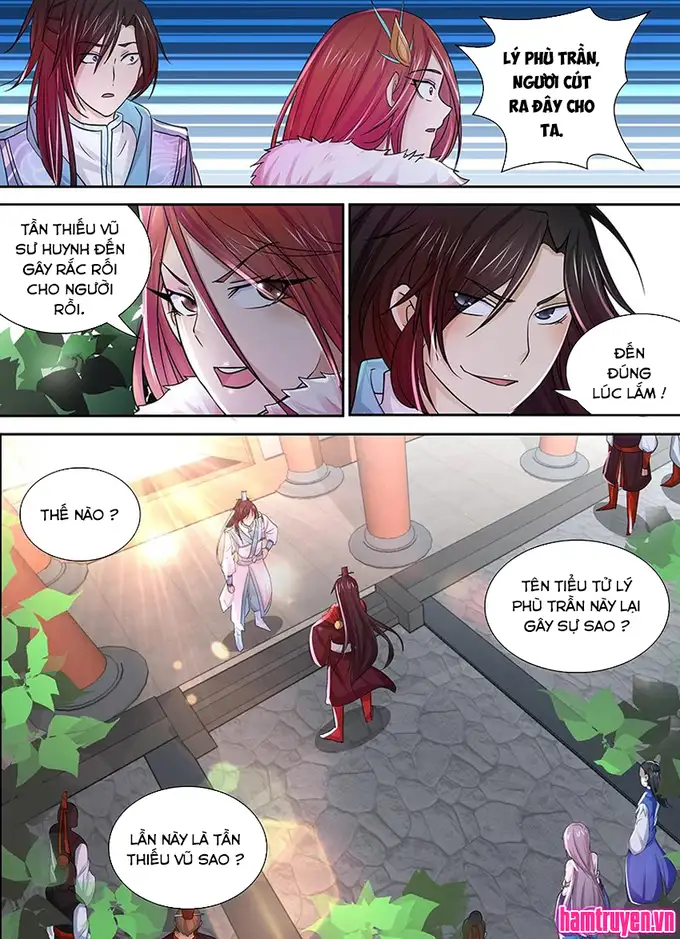 LÝ PHÙ TRẦN,
NGƯƠI CÚT
RA ĐÂY CHO
TA.
TẦN THIẾU VŨ
SƯ HUYNH ĐẾN
GÂY RẮC RỐI
CHO NGƯỜI
RỒI.
ĐẾN
ĐÚNG
LÚC LẮM !
THẾ NÀO ?
TÊN TIỂU TỬ LÝ
PHÙ TRẦN NÀY LẠI
GÂY SỰ SAO ?
LẦN NÀY LÀ TẦN
THIẾU VŨ SAO ?
hamtruyen.vn